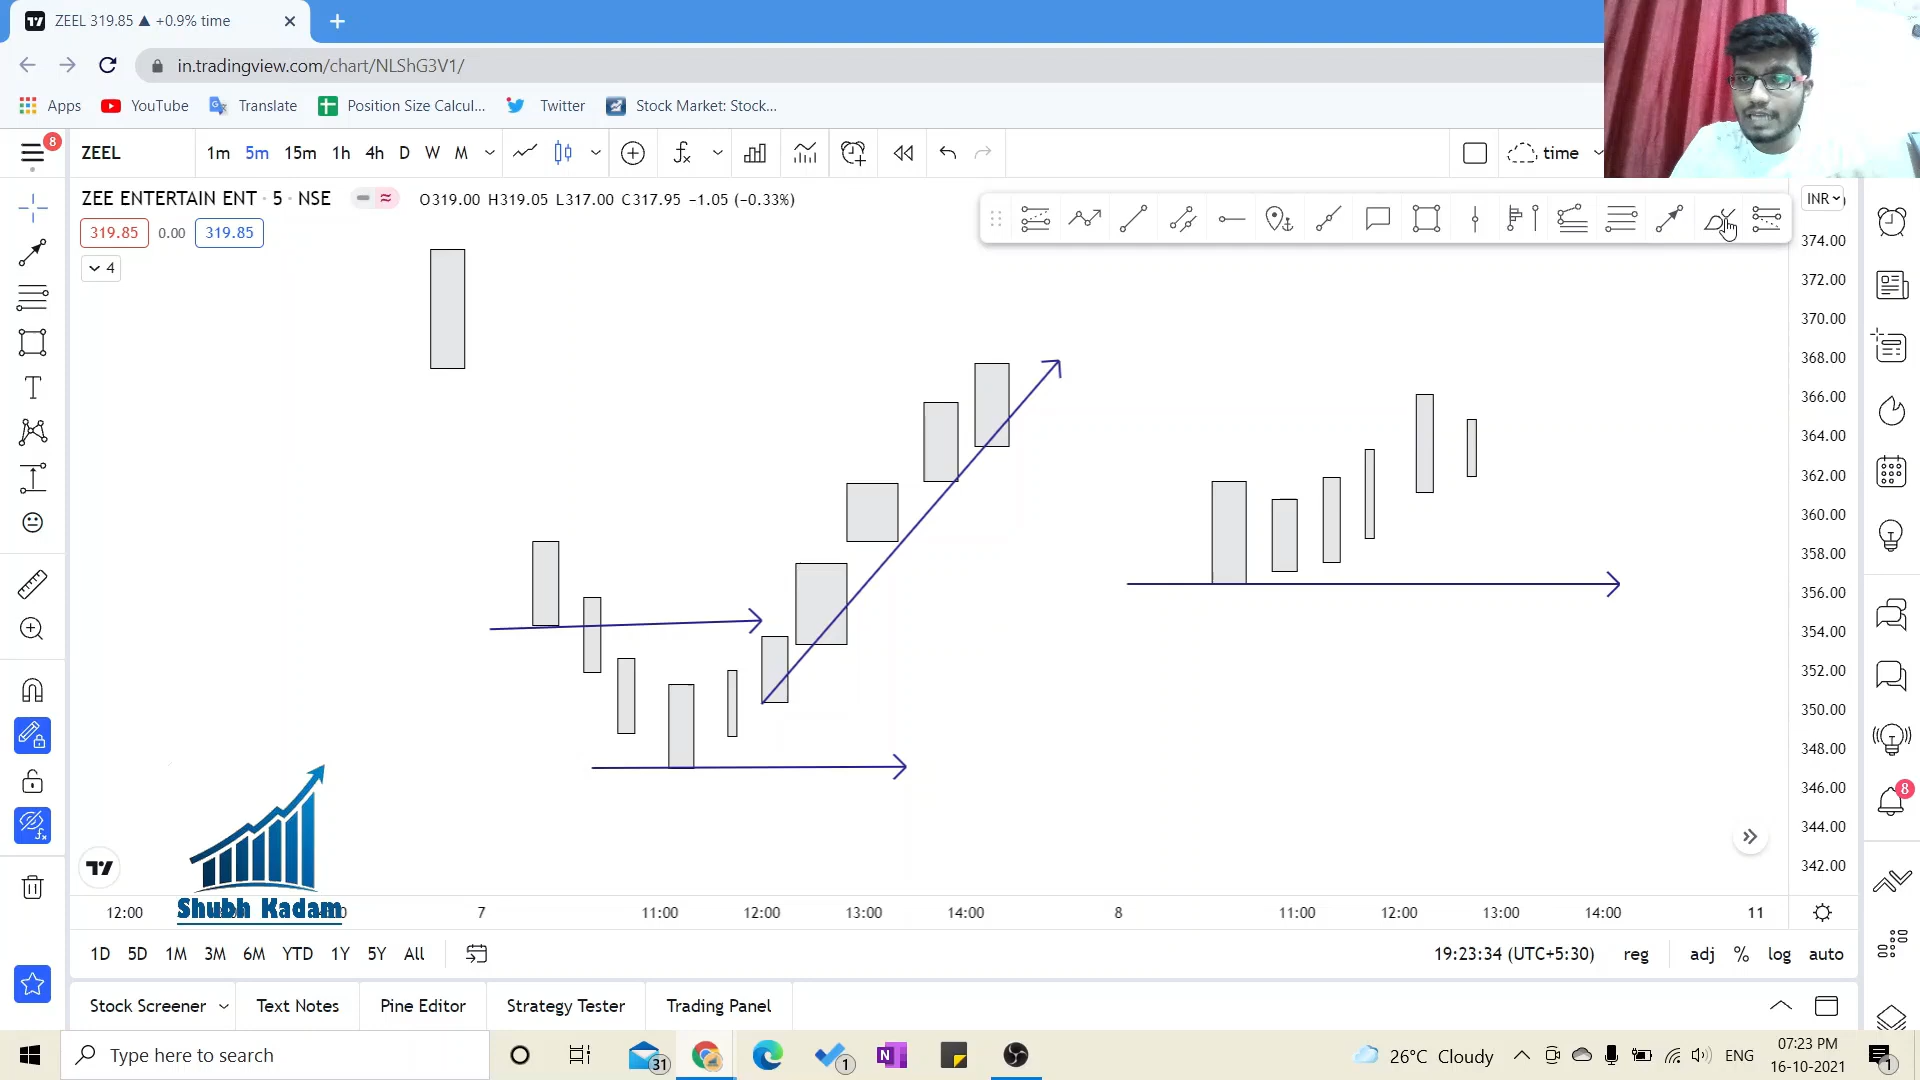 ZEEL 319.85 ▲ +0.9% time
in.tradingview.com/chart/NLShG3V1/
Apps YouTube Translate Position Size Calcul... Twitter Stock Market: Stock...
8 ZEEL 1m 5m 15m 1h 4h D W M time
ZEE ENTERTAIN ENT · 5 · NSE O319.00 H319.05 L317.00 C317.95 −1.05 (−0.33%) INR
319.85 0.00 319.85
4
374.00
372.00
370.00
368.00
366.00
364.00
362.00
360.00
358.00
356.00
354.00
352.00
350.00
348.00
346.00
344.00
342.00
8
Shubh Kadam
12:00 7 11:00 12:00 13:00 14:00 8 11:00 12:00 13:00 14:00 11
1D 5D 1M 3M 6M YTD 1Y 5Y All 19:23:34 (UTC+5:30) reg adj % log auto
Stock Screener Text Notes Pine Editor Strategy Tester Trading Panel
Type here to search 31 1 26°C Cloudy ENG 07:23 PM
16-10-2021 1